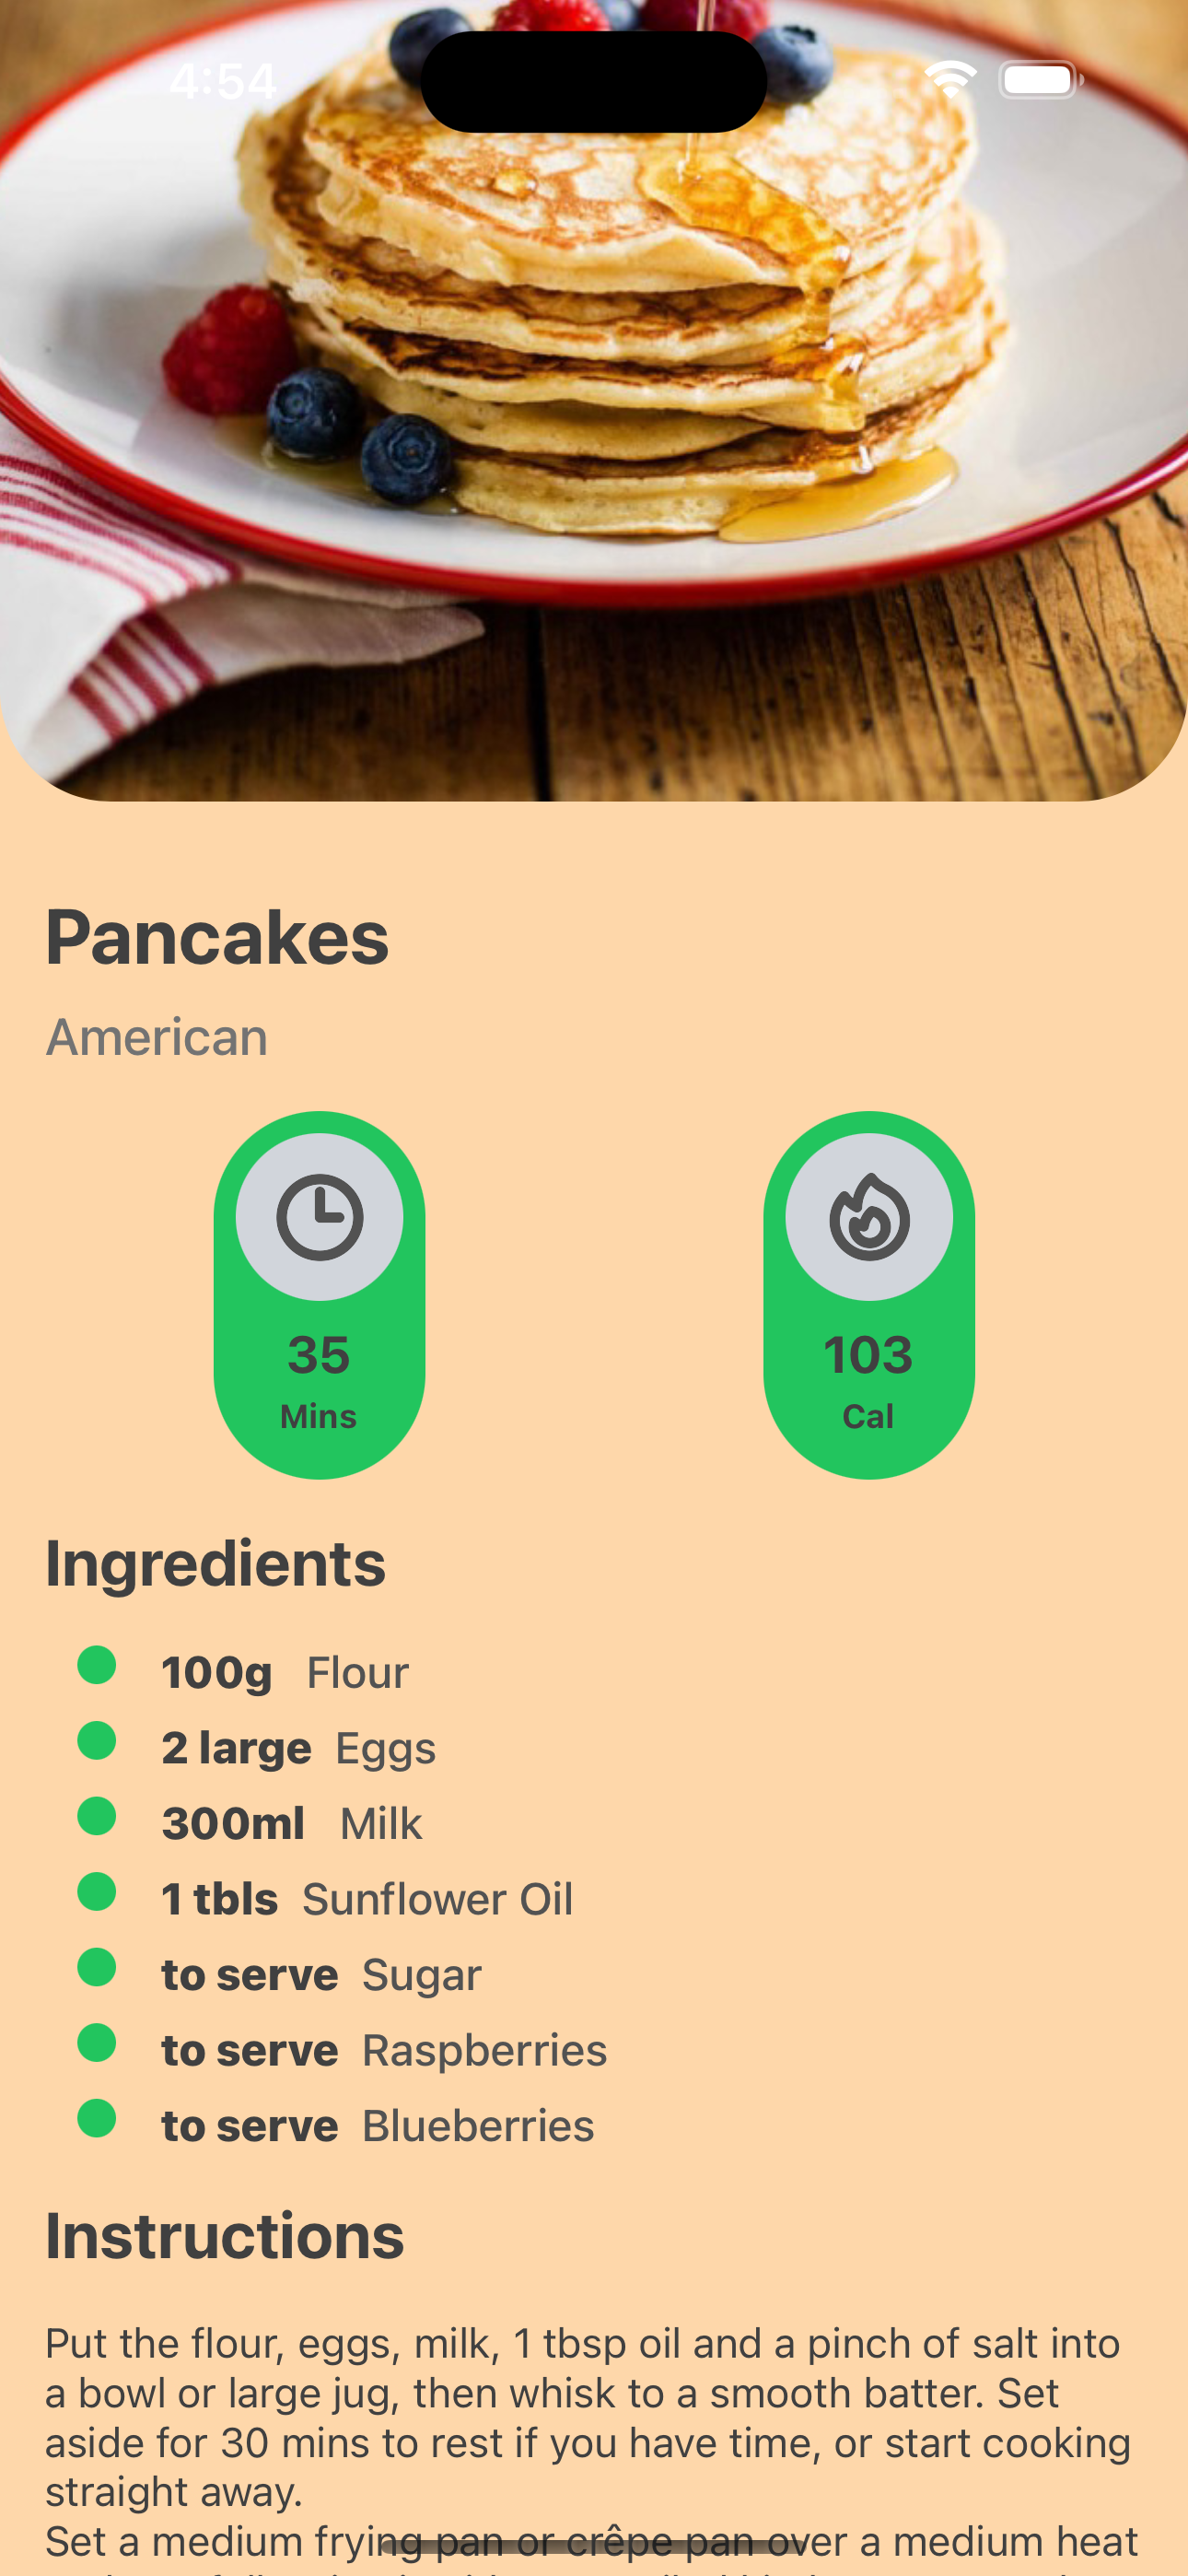 4:54
Pancakes
American
35
Mins
103
Cal
Ingredients
100g Flour
2 large Eggs
300ml Milk
1 tbls Sunflower Oil
to serve Sugar
to serve Raspberries
to serve Blueberries
Instructions
Put the flour, eggs, milk, 1 tbsp oil and a pinch of salt into
a bowl or large jug, then whisk to a smooth batter. Set
aside for 30 mins to rest if you have time, or start cooking
straight away.
Set a medium frying pan or crêpe pan over a medium heat